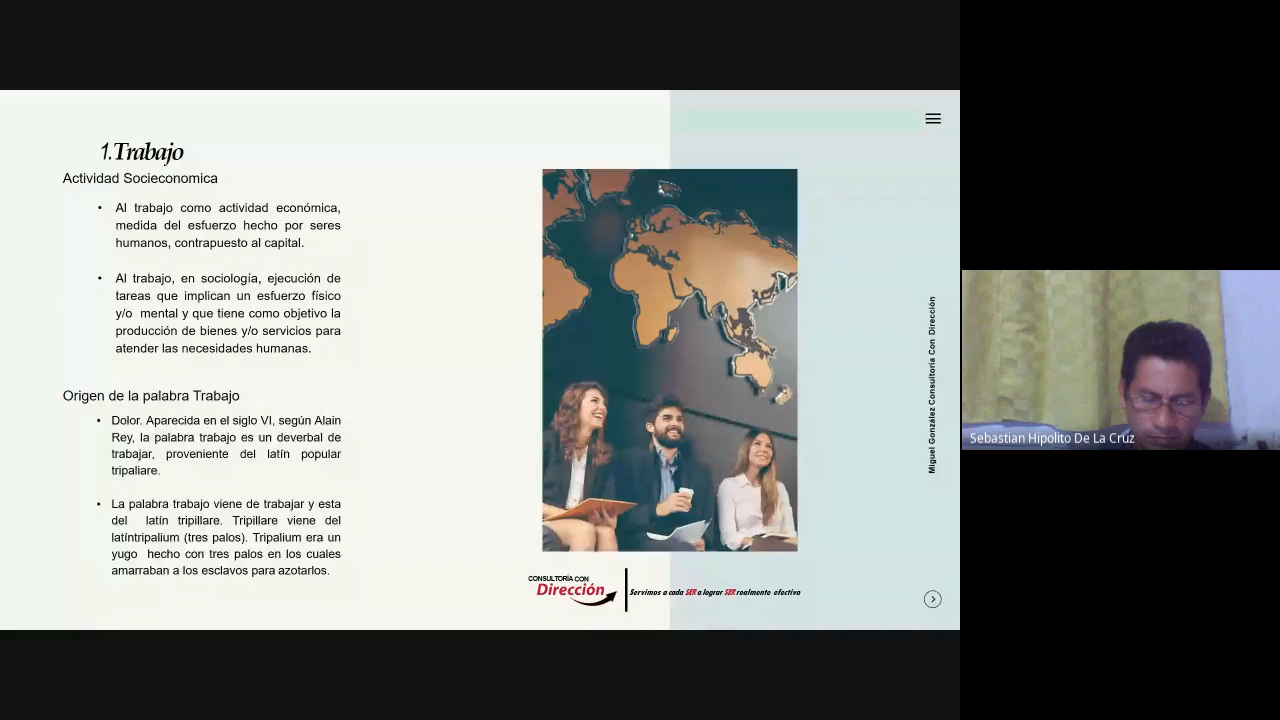 1.Trabajo
Actividad Socieconomica
• Al trabajo como actividad económica,
medida del esfuerzo hecho por seres
humanos, contrapuesto al capital.
• Al trabajo, en sociología, ejecución de
tareas que implican un esfuerzo físico
y/o mental y que tiene como objetivo la
producción de bienes y/o servicios para
atender las necesidades humanas.
Origen de la palabra Trabajo
• Dolor. Aparecida en el siglo VI, según Alain
Rey, la palabra trabajo es un deverbal de
trabajar, proveniente del latín popular
tripaliare.
• La palabra trabajo viene de trabajar y esta
del latín tripillare. Tripillare viene del
latíntripalium (tres palos). Tripalium era un
yugo hecho con tres palos en los cuales
amarraban a los esclavos para azotarlos.
CONSULTORÍA CON
Dirección
Servimos a cada SER a lograr SER realmente efectivo
Miguel González Consultoría Con Dirección
Sebastian Hipolito De La Cruz